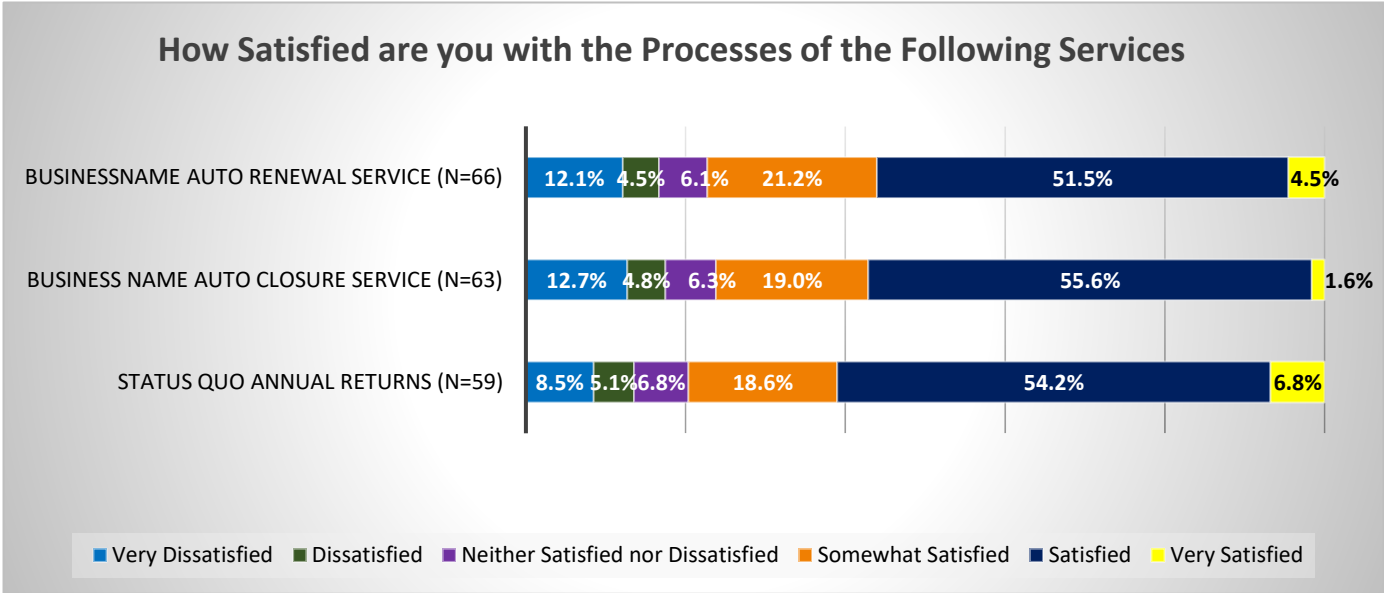 How Satisfied are you with the Processes of the Following Services
BUSINESSNAME AUTO RENEWAL SERVICE (N=66)
12.1% 4.5% 6.1% 21.2% 51.5% 4.5%
BUSINESS NAME AUTO CLOSURE SERVICE (N=63)
12.7% 4.8% 6.3% 19.0% 55.6% 1.6%
STATUS QUO ANNUAL RETURNS (N=59)
8.5% 5.1% 6.8% 18.6% 54.2% 6.8%
Very Dissatisfied Dissatisfied Neither Satisfied nor Dissatisfied Somewhat Satisfied Satisfied Very Satisfied